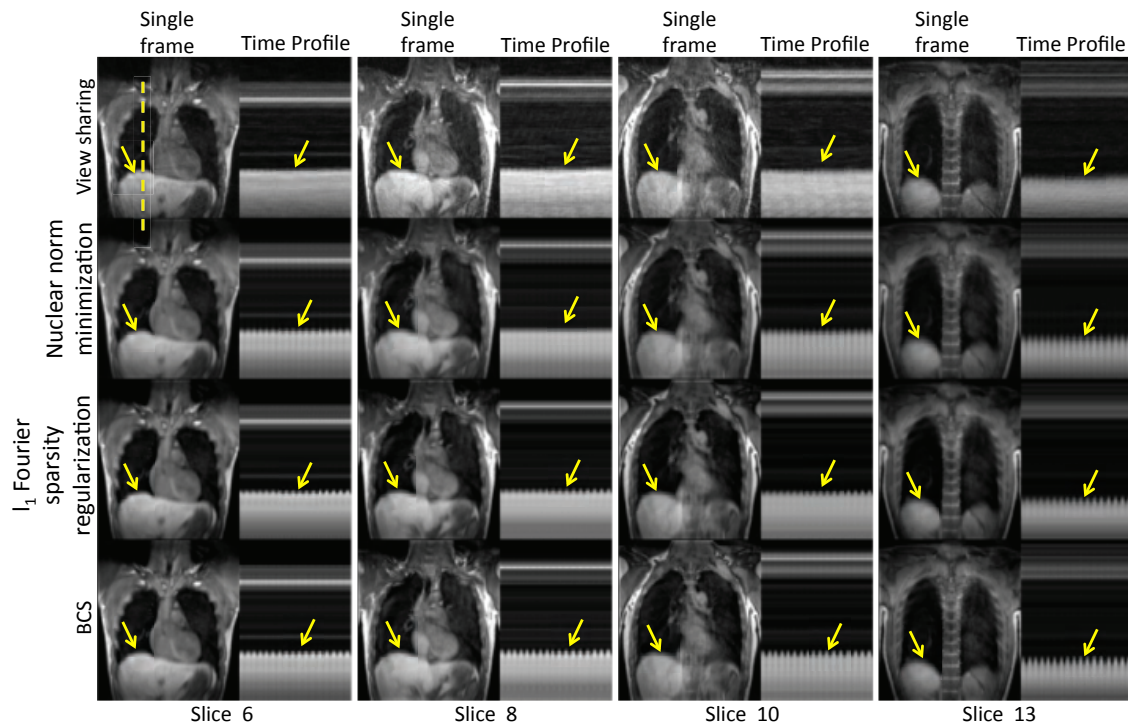 Single
frame
Time Profile
Single
frame
Time Profile
Single
frame
Time Profile
Single
frame
Time Profile
View sharing
Nuclear norm
minimization
l₁ Fourier
sparsity
regularization
BCS
Slice 6
Slice 8
Slice 10
Slice 13